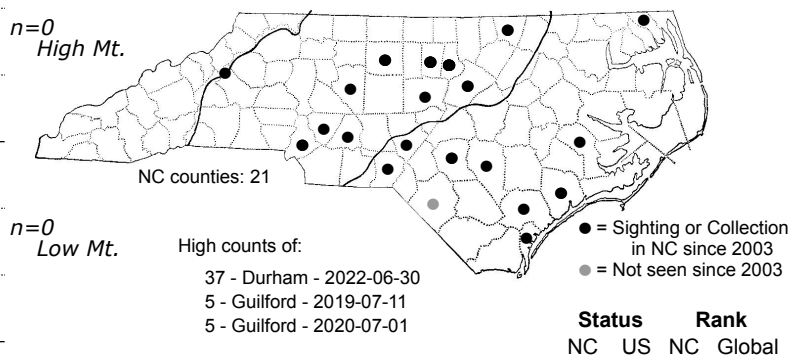 n=0
High Mt.
NC counties: 21
n=0
Low Mt.
High counts of:
37 - Durham - 2022-06-30
5 - Guilford - 2019-07-11
5 - Guilford - 2020-07-01
● = Sighting or Collection
in NC since 2003
● = Not seen since 2003
Status Rank
NC US NC Global